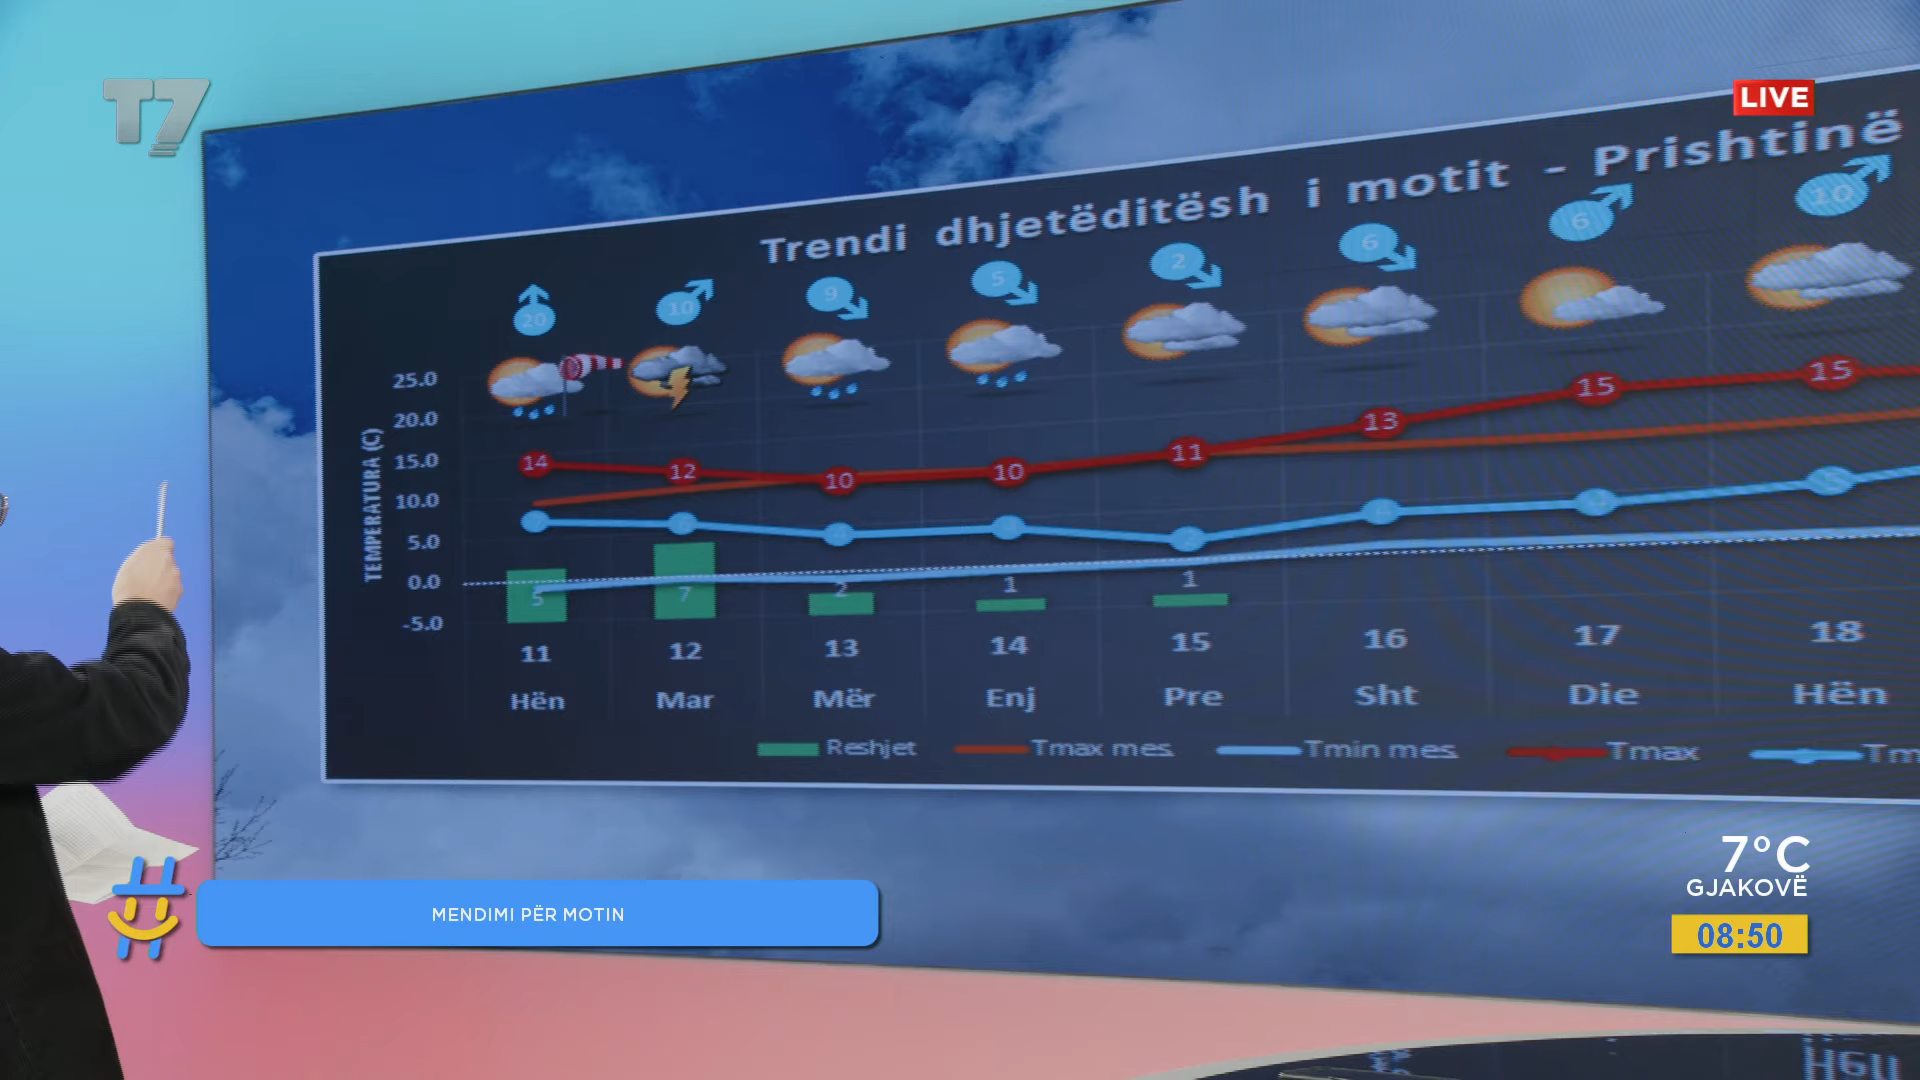 T7
LIVE
Trendi dhjetëditësh i motit - Prishtinë
20 10 9 5 2 6 6 10
25.0
20.0
15.0
10.0
5.0
0.0
-5.0
TEMPERATURA (C)
14 12 10 10 11 13 15 15
5 7 2 1 1
11 12 13 14 15 16 17 18
Hën Mar Mër Enj Pre Sht Die Hën
Reshjet Tmax mes. Tmin mes. Tmax
7°C
GJAKOVË
08:50
MENDIMI PËR MOTIN